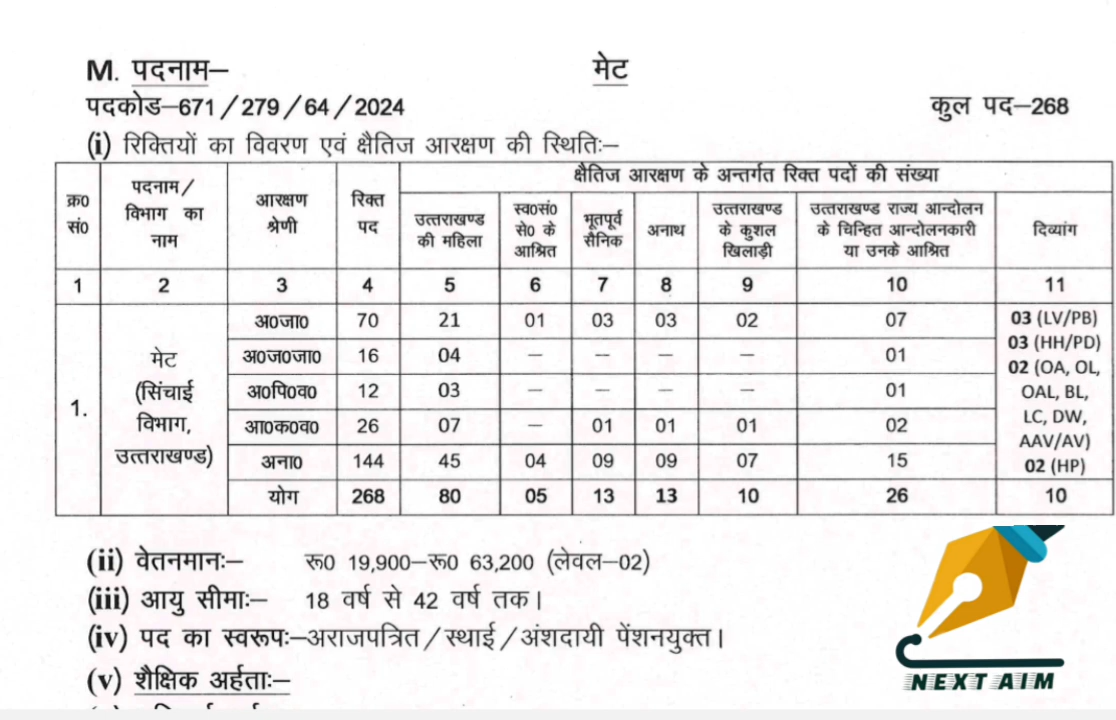 M. पदनाम– मेट
पदकोड–671/279/64/2024 कुल पद–268
(i) रिक्तियों का विवरण एवं क्षैतिज आरक्षण की स्थितिः–
क्र0 सं0 | पदनाम/ विभाग का नाम | आरक्षण श्रेणी | रिक्त पद | क्षैतिज आरक्षण के अन्तर्गत रिक्त पदों की संख्या
उत्तराखण्ड की महिला | स्व0सं0 से0 के आश्रित | भूतपूर्व सैनिक | अनाथ | उत्तराखण्ड के कुशल खिलाड़ी | उत्तराखण्ड राज्य आन्दोलन के चिन्हित आन्दोलनकारी या उनके आश्रित | दिव्यांग
1 2 3 4 5 6 7 8 9 10 11
1. मेट (सिंचाई विभाग, उत्तराखण्ड)
अ0जा0 70 21 01 03 03 02 07
अ0ज0जा0 16 04 – – – – 01
अ0पि0व0 12 03 – – – – 01
आ0क0व0 26 07 – 01 01 01 02
अना0 144 45 04 09 09 07 15
03 (LV/PB)
03 (HH/PD)
02 (OA, OL,
OAL, BL,
LC, DW,
AAV/AV)
02 (HP)
योग 268 80 05 13 13 10 26 10
(ii) वेतनमानः– रू0 19,900–रू0 63,200 (लेवल–02)
(iii) आयु सीमाः– 18 वर्ष से 42 वर्ष तक।
(iv) पद का स्वरूपः–अराजपत्रित/स्थाई/अंशदायी पेंशनयुक्त।
(v) शैक्षिक अर्हताः–
NEXT AIM